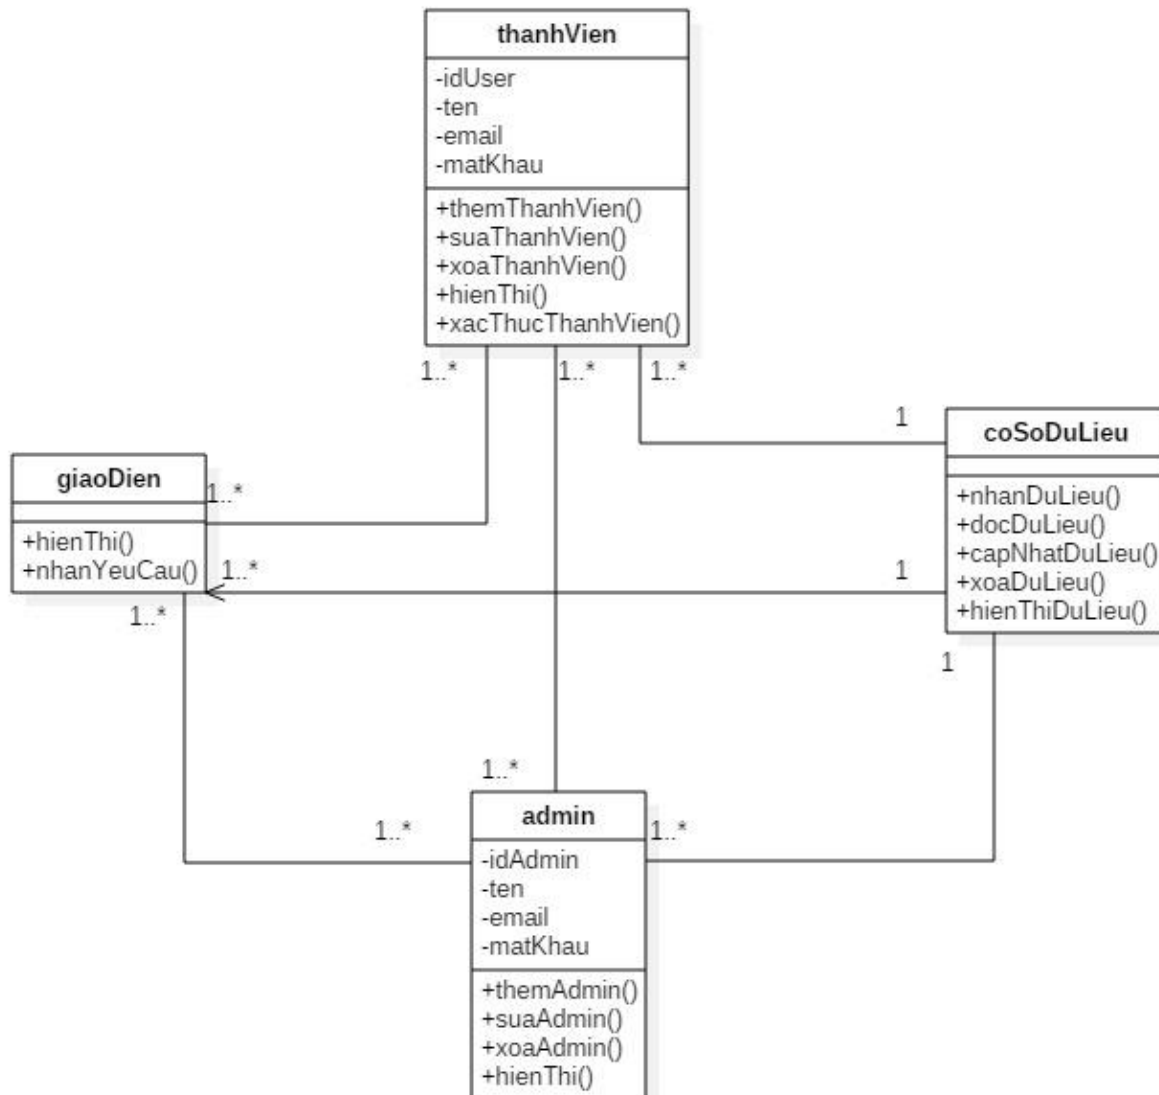 thanhVien
-idUser
-ten
-email
-matKhau
+themThanhVien()
+suaThanhVien()
+xoaThanhVien()
+hienThi()
+xacThucThanhVien()
1..*
1..*
1..*
1
coSoDuLieu
+nhanDuLieu()
+docDuLieu()
+capNhatDuLieu()
+xoaDuLieu()
+hienThiDuLieu()
giaoDien
1..*
+hienThi()
+nhanYeuCau()
1..*
1
1..*
1
1..*
1..*
1..*
admin
-idAdmin
-ten
-email
-matKhau
+themAdmin()
+suaAdmin()
+xoaAdmin()
+hienThi()